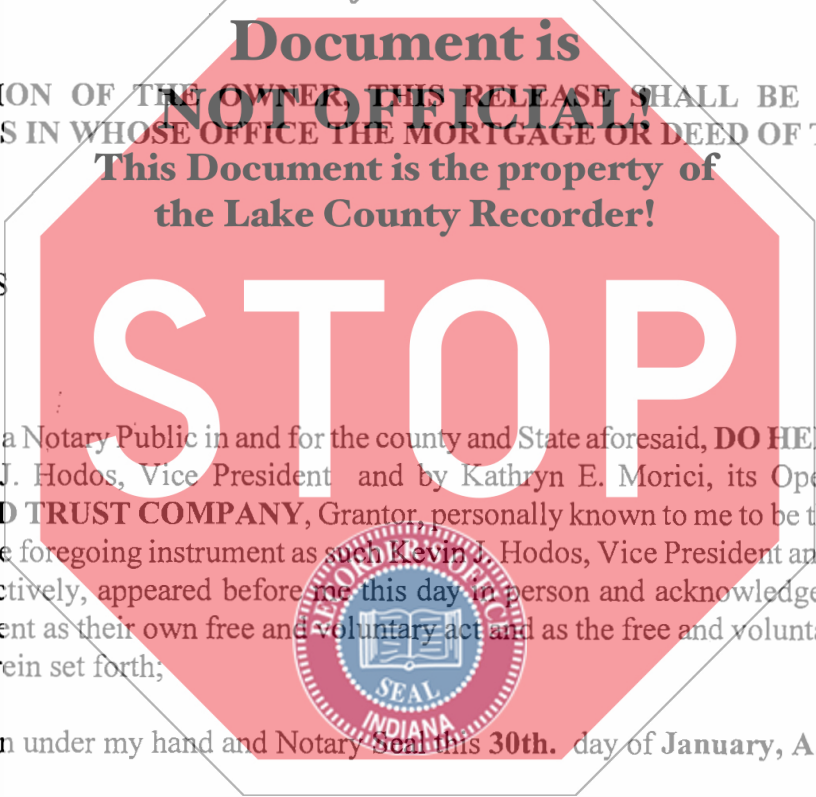 Document is
ION OF THE OWNER, THIS RELEASE SHALL BE
NOT OFFICIAL!
S IN WHOSE OFFICE THE MORTGAGE OR DEED OF T
This Document is the property of
the Lake County Recorder!
S
STOP
a Notary Public in and for the county and State aforesaid, DO HE
J. Hodos, Vice President and by Kathryn E. Morici, its Ope
D TRUST COMPANY, Grantor, personally known to me to be t
e foregoing instrument as such Kevin J. Hodos, Vice President an
ctively, appeared before me this day in person and acknowledge
ent as their own free and voluntary act and as the free and volunta
ein set forth;
SEAL
INDIANA
n under my hand and Notary Seal this 30th. day of January, A